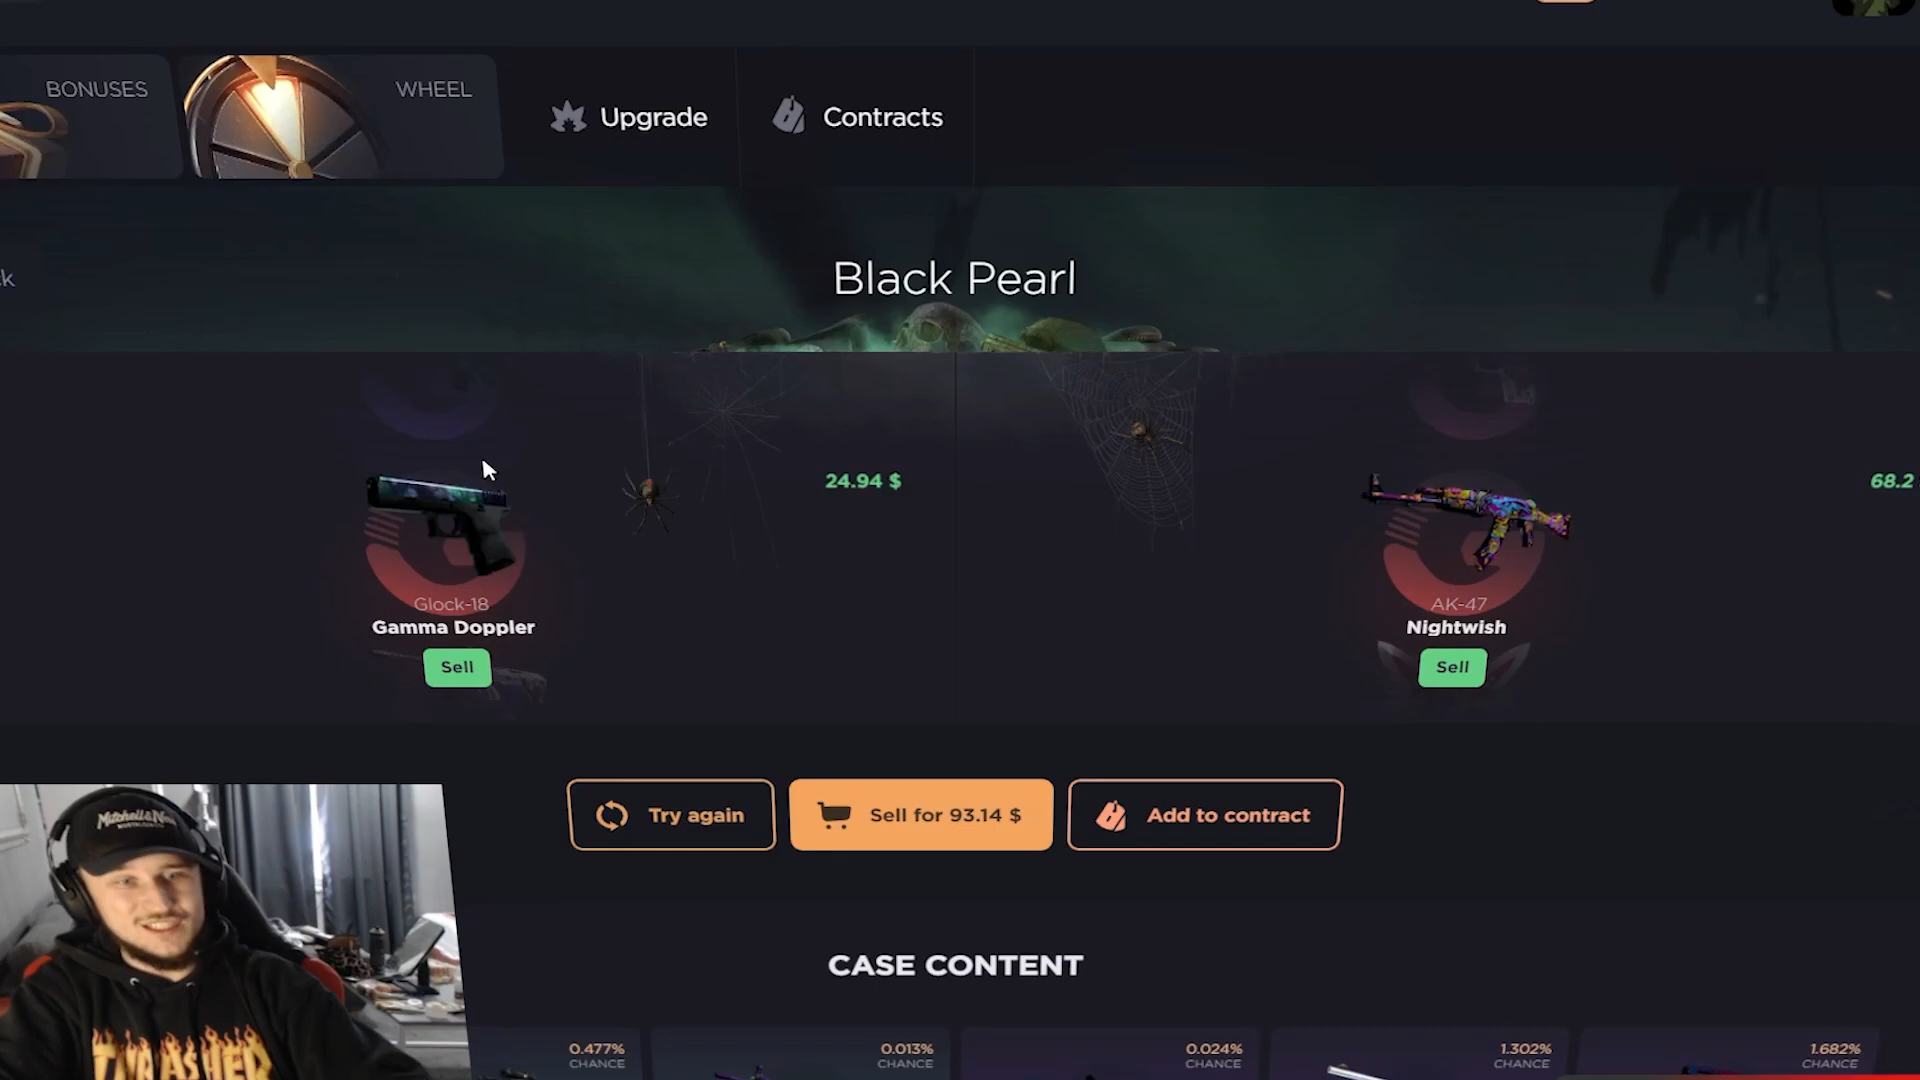 BONUSES
WHEEL
Upgrade
Contracts
Black Pearl
24.94 $
68.2
Glock-18
Gamma Doppler
Sell
AK-47
Nightwish
Sell
Try again
Sell for 93.14 $
Add to contract
CASE CONTENT
0.477%
CHANCE
0.013%
CHANCE
0.024%
CHANCE
1.302%
CHANCE
1.682%
CHANCE
THRASHER